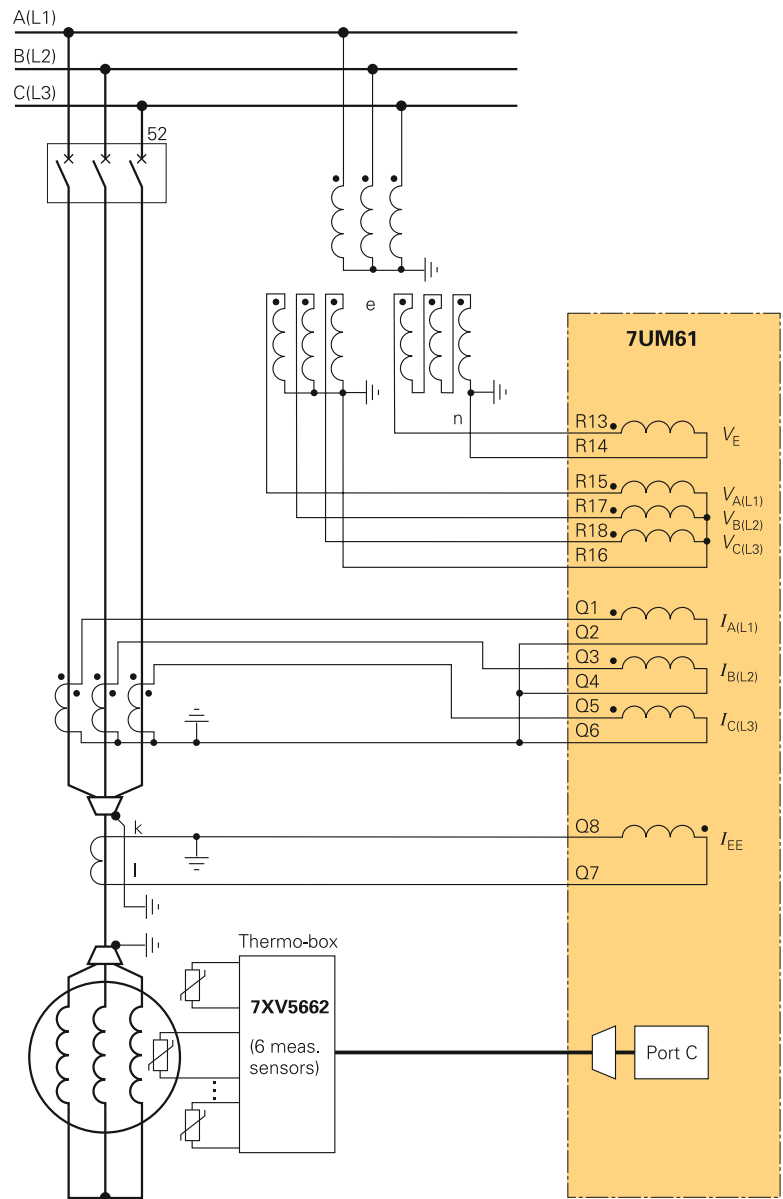 A(L1)
B(L2)
C(L3)
52
e
n
7UM61
R13
R14
V_E
R15
V_A(L1)
R17
V_B(L2)
R18
V_C(L3)
R16
Q1
I_A(L1)
Q2
Q3
I_B(L2)
Q4
Q5
I_C(L3)
Q6
k
Q8
I_EE
l
Q7
Thermo-box
7XV5662
(6 meas.
sensors)
Port C